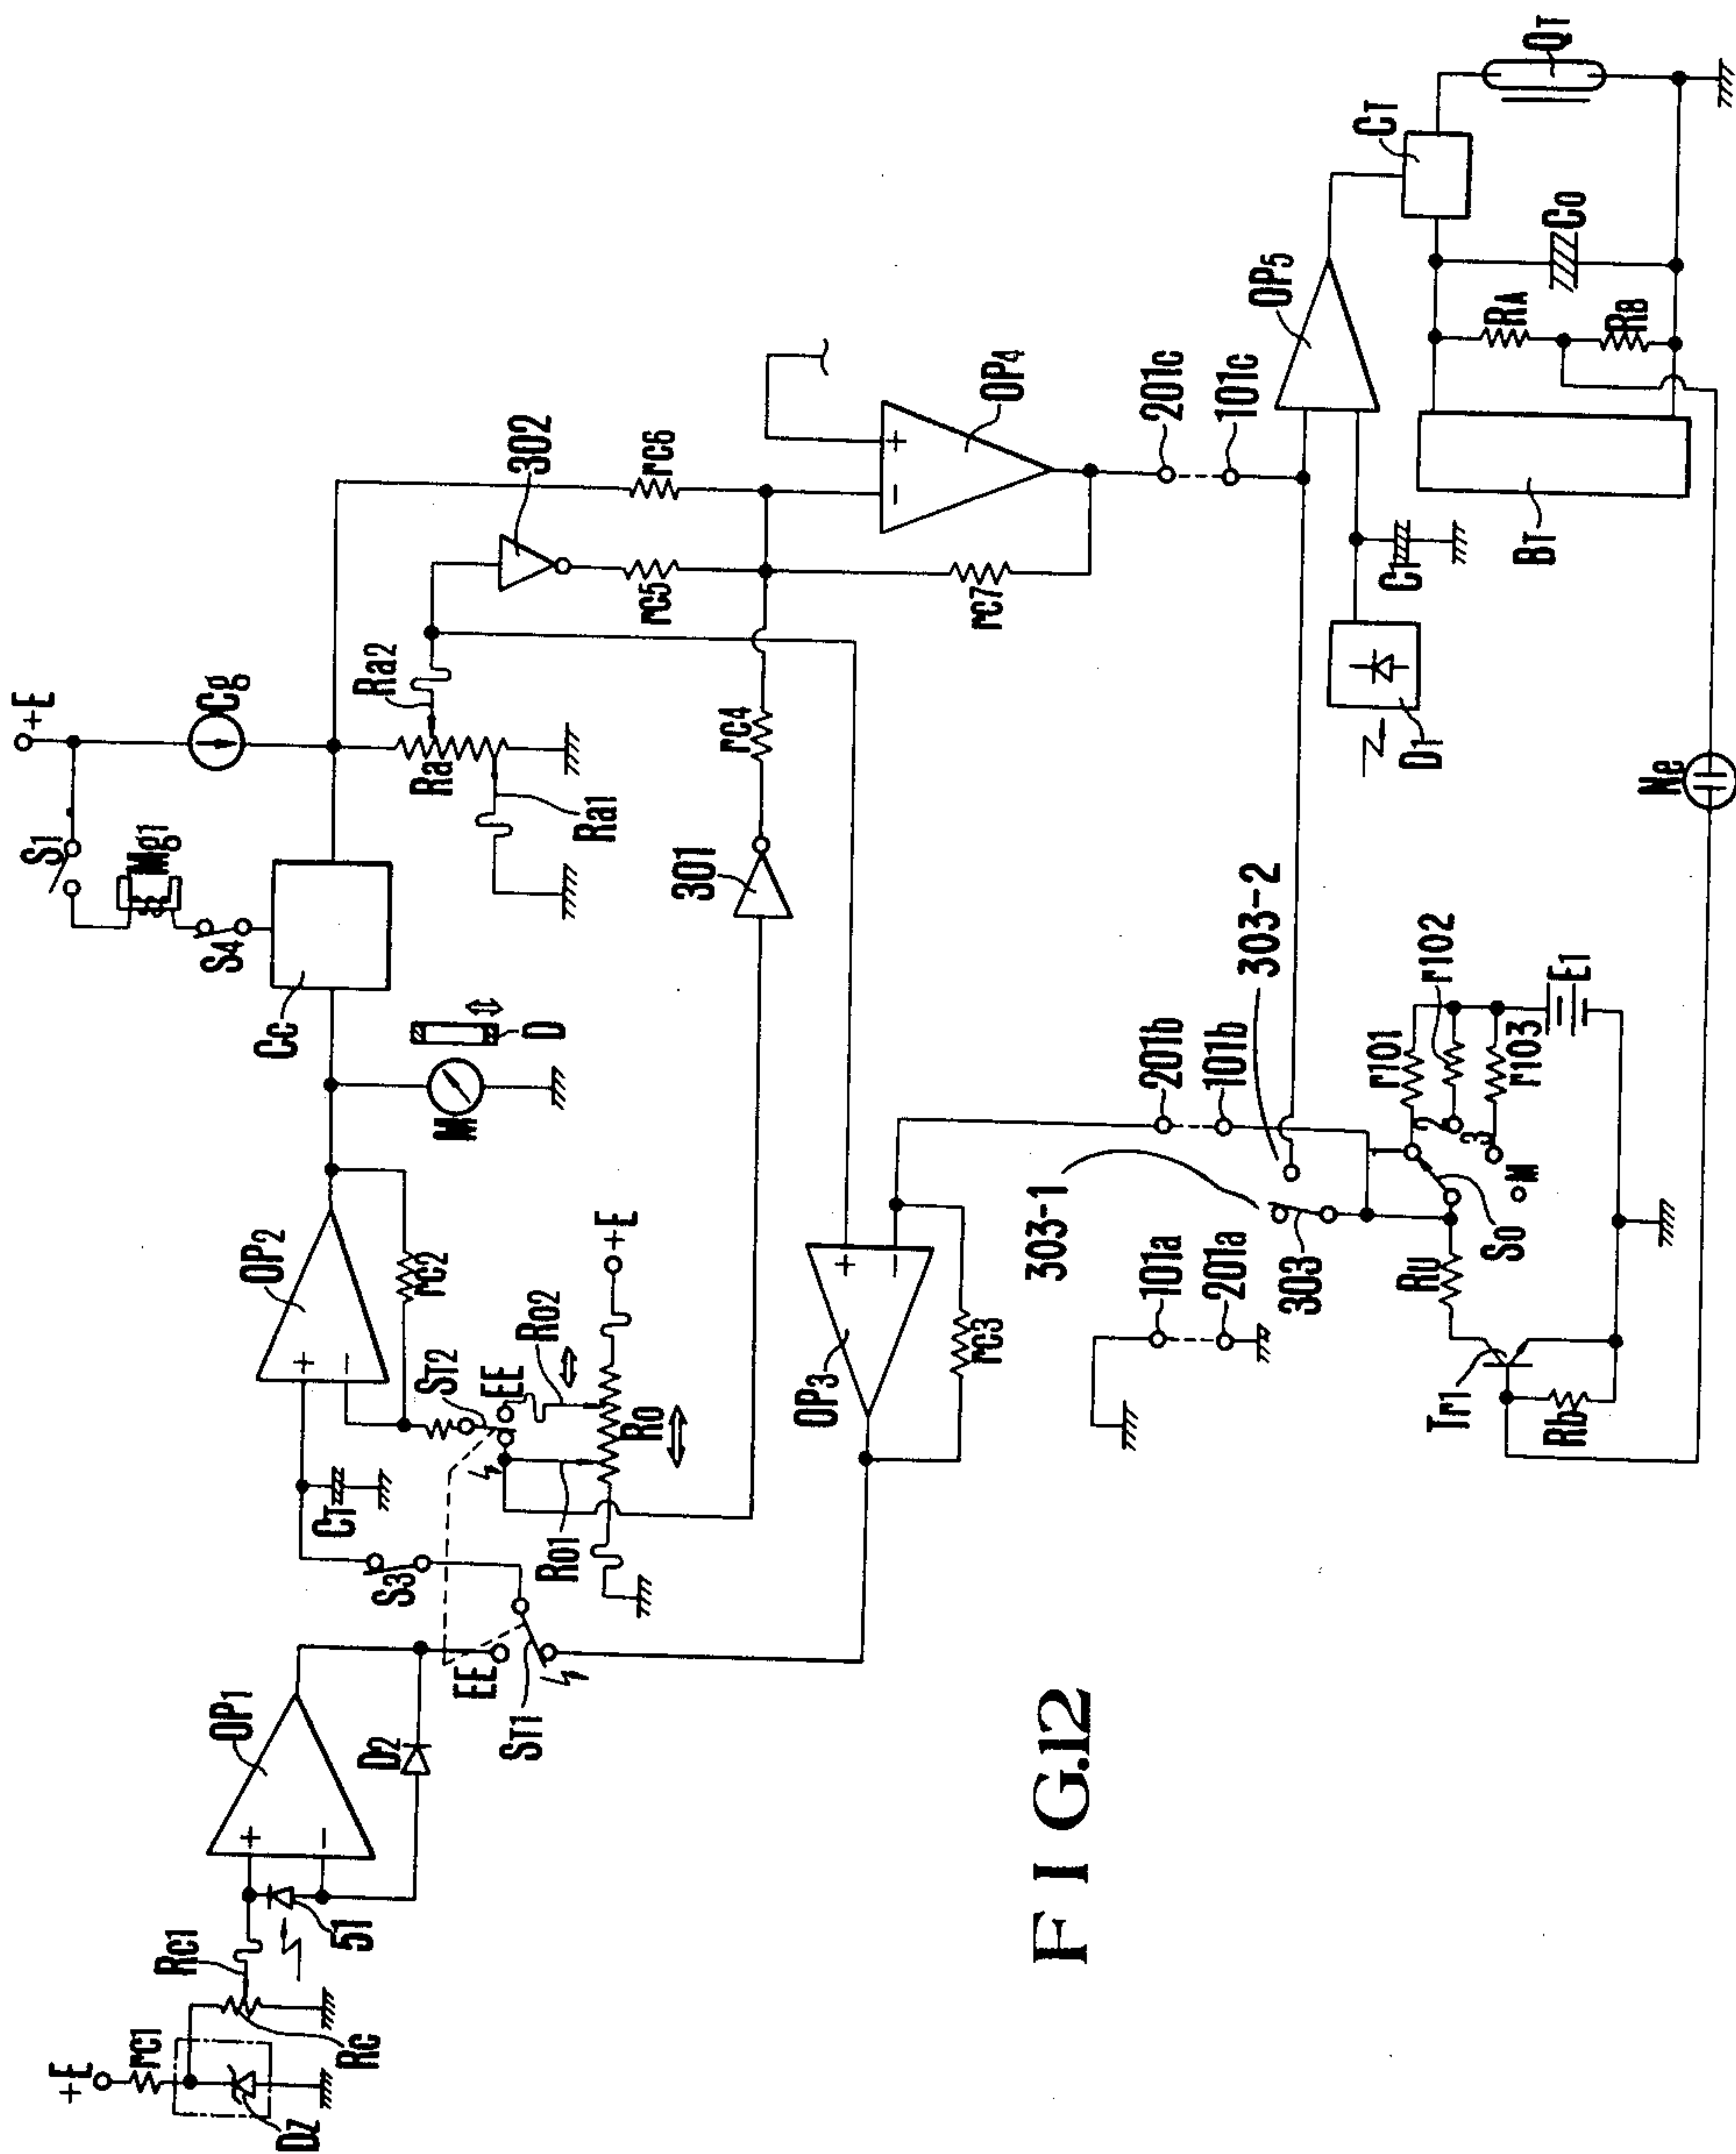 +E
rc1
Dz
Rc
Rc1
51
OP1
+
−
D2
EE
ST1
S3
CT
OP2
+
−
rc2
ST2
EE
Ro2
Ro1
Ro
+E
M
D
Cc
S4
Mg1
S1
+E
Cg
Ra
Ra1
Ra2
302
rc5
rc6
301
rc4
OP4
+
−
rc7
201c
101c
OP3
+
−
rc3
101a
201a
303-1
303
303-2
201b
101b
Ru
So
2
3
M
r101
r102
r103
E1
Tr1
Rb
Ne
D1
C1
OP5
BT
RA
RB
Co
CT
QT
FIG.12